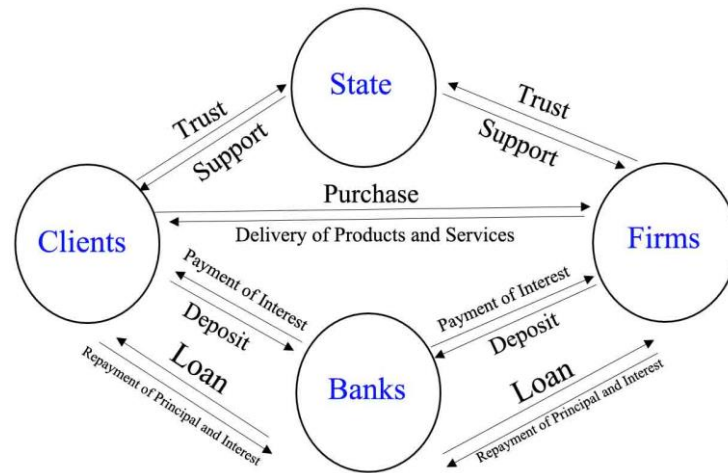 State
Trust
Support
Trust
Support
Purchase
Clients
Delivery of Products and Services
Firms
Payment of Interest
Deposit
Payment of Interest
Deposit
Loan
Repayment of Principal and Interest
Banks
Loan
Repayment of Principal and Interest